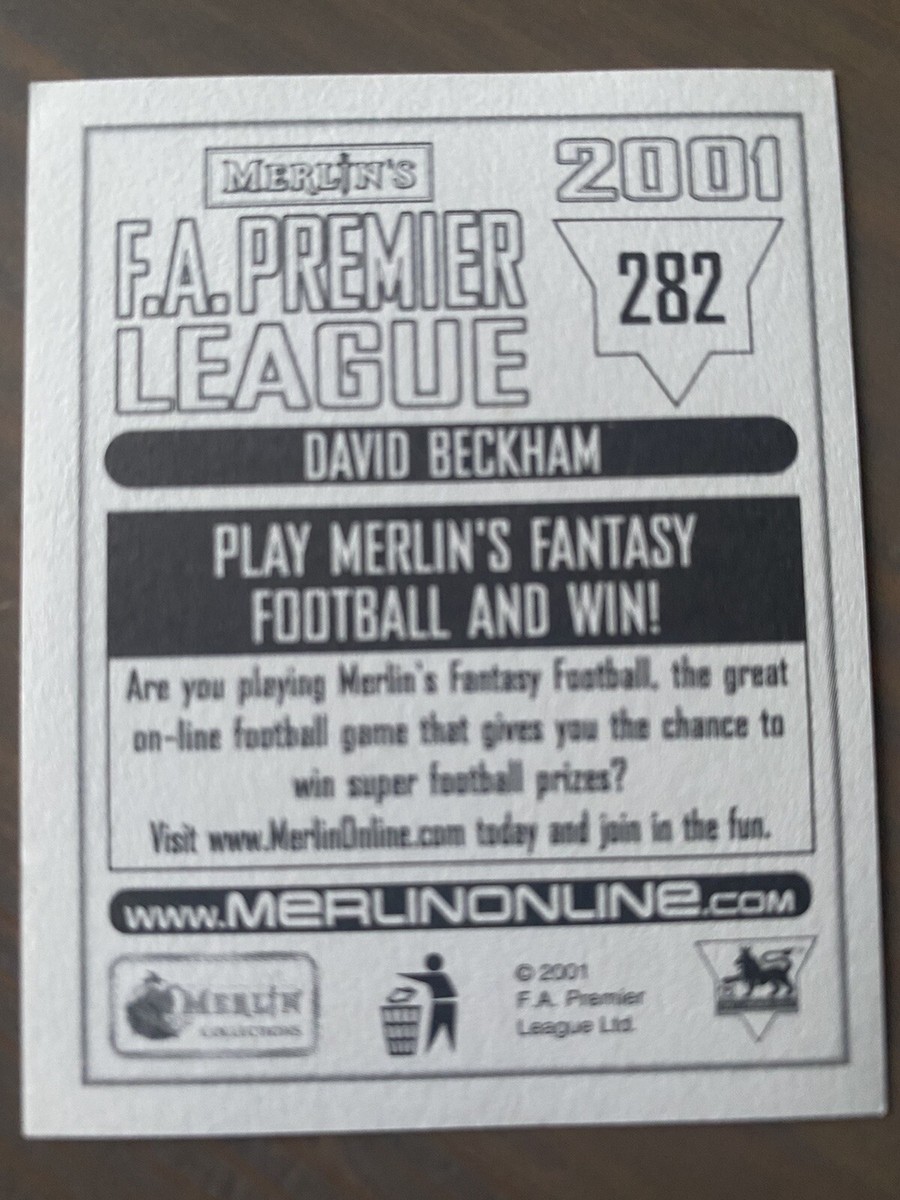 MERLIN'S
F.A. PREMIER
LEAGUE
2001
282
DAVID BECKHAM
PLAY MERLIN'S FANTASY
FOOTBALL AND WIN!
Are you playing Merlin's Fantasy Football, the great
on-line football game that gives you the chance to
win super football prizes?
Visit www.MerlinOnline.com today and join in the fun.
www.MERLINONLINE.COM
MERLIN
COLLECTIONS
© 2001
F.A. Premier
League Ltd.